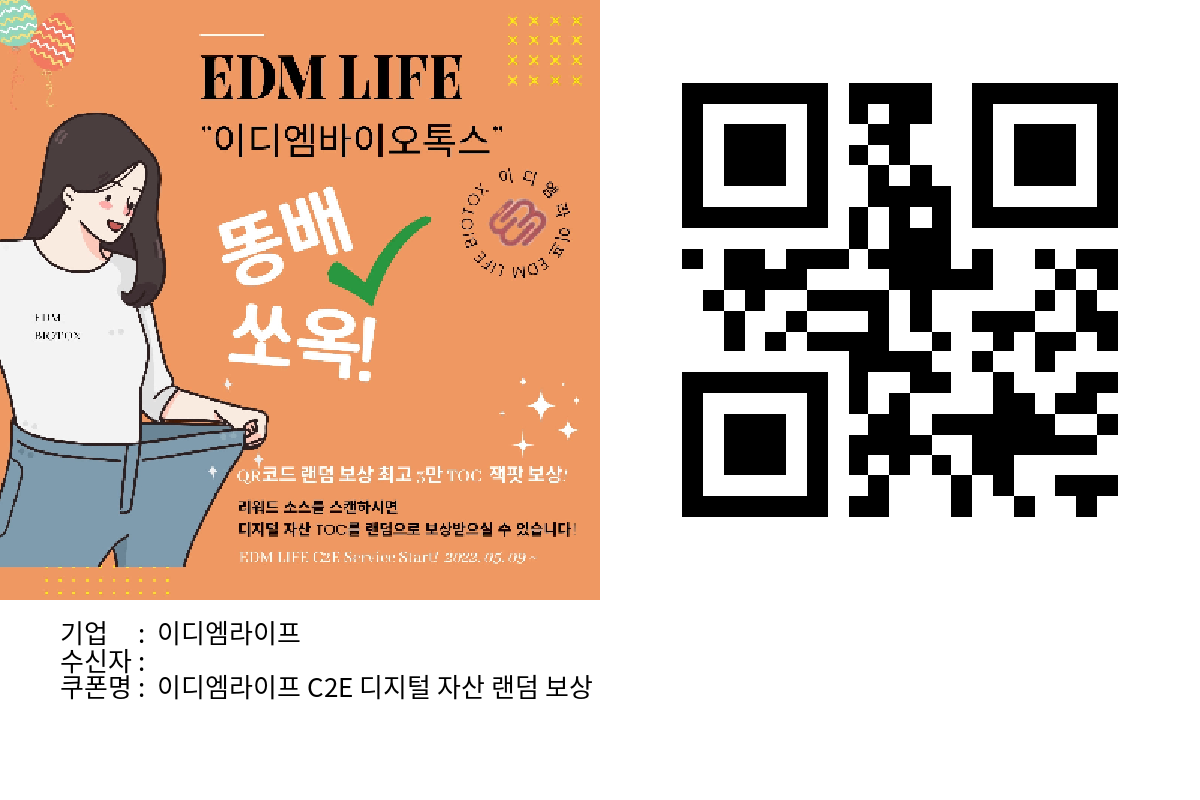 EDM LIFE
"이디엠바이오톡스"
이디엠라이프 EDM LIFE BIOTOX
똥배
쏘옥!
EDM
BIOTOX
QR코드 랜덤 보상 최고 5만 TOC 잭팟 보상!
리워드 소스를 스캔하시면
디지털 자산 TOC를 랜덤으로 보상받으실 수 있습니다!
EDM LIFE C2E Service Start! 2022. 05. 09 ~
기업 : 이디엠라이프
수신자 :
쿠폰명 : 이디엠라이프 C2E 디지털 자산 랜덤 보상